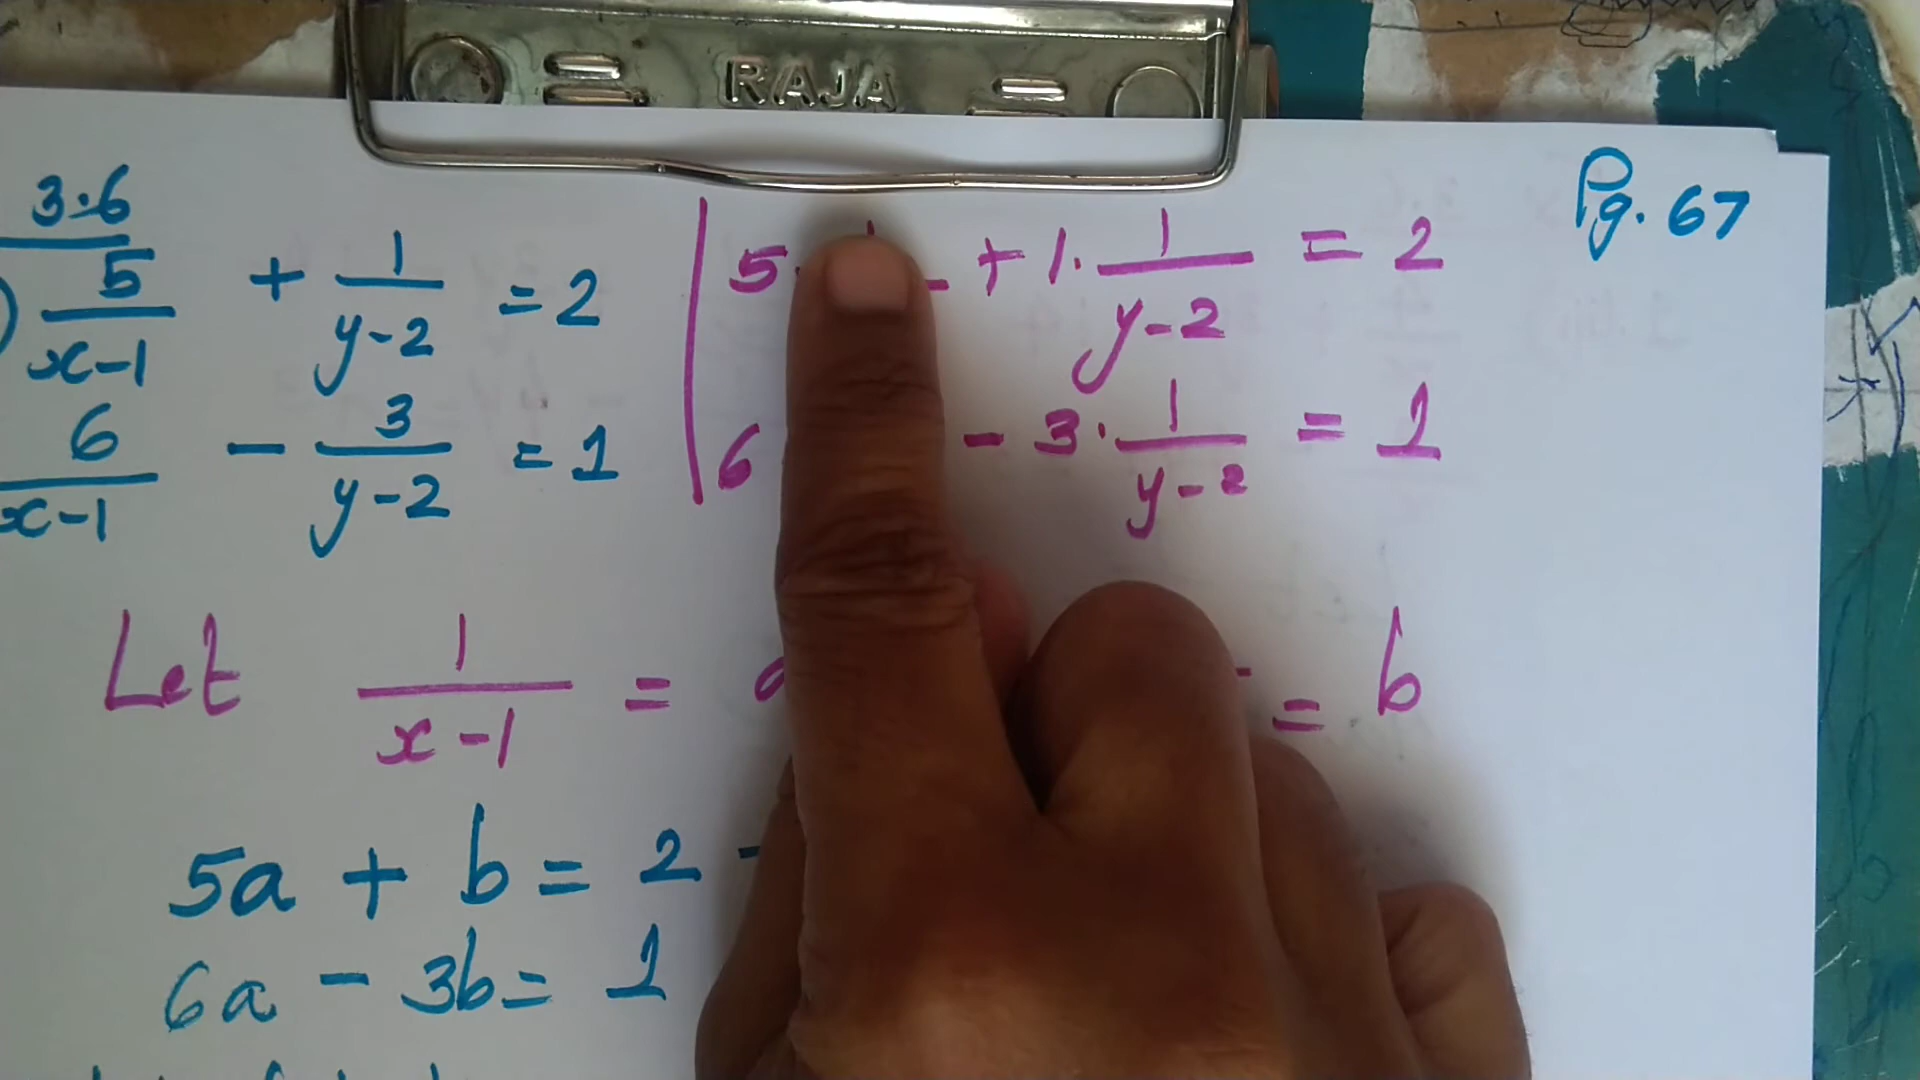 RAJA
Pg. 67
3.6
5/(x-1) + 1/(y-2) = 2
6/(x-1) - 3/(y-2) = 1
5. + 1. 1/(y-2) = 2
6 - 3. 1/(y-2) = 1
Let 1/(x-1) = = b
5a + b = 2
6a - 3b = 1